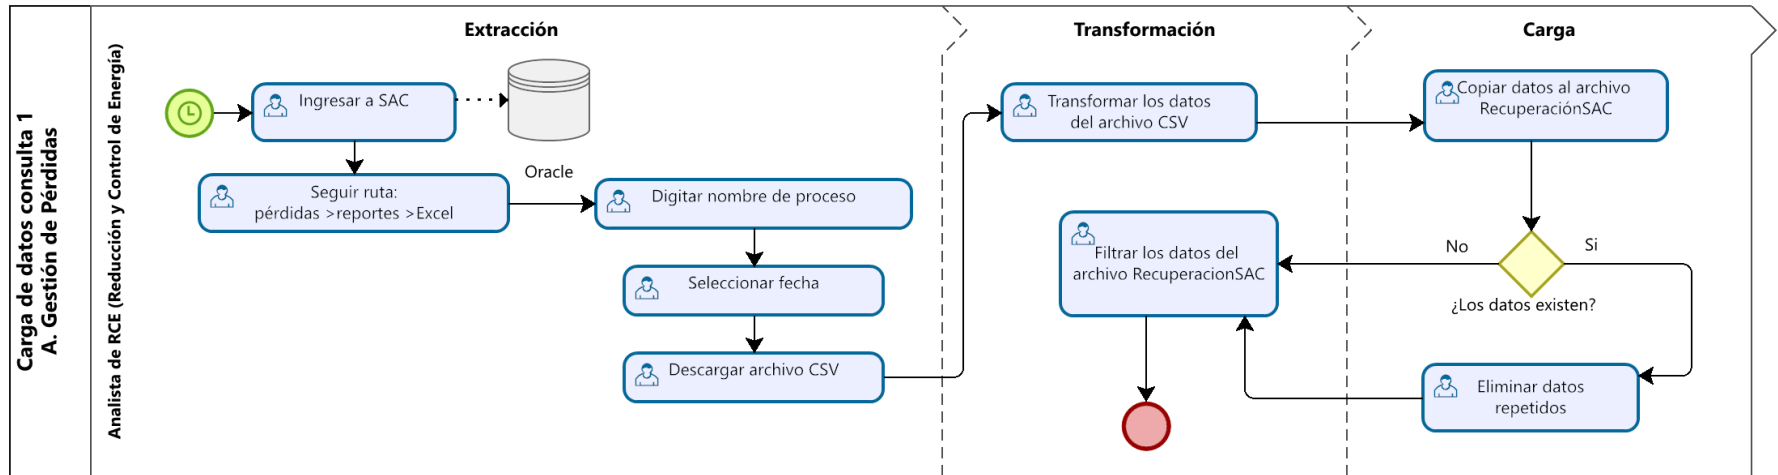 Carga de datos consulta 1
A. Gestión de Pérdidas
Analista de RCE (Reducción y Control de Energía)
Extracción
Transformación
Carga
Ingresar a SAC
Oracle
Seguir ruta:
pérdidas >reportes >Excel
Digitar nombre de proceso
Seleccionar fecha
Descargar archivo CSV
Transformar los datos
del archivo CSV
Copiar datos al archivo
RecuperaciónSAC
No
Si
¿Los datos existen?
Filtrar los datos del
archivo RecuperacionSAC
Eliminar datos
repetidos